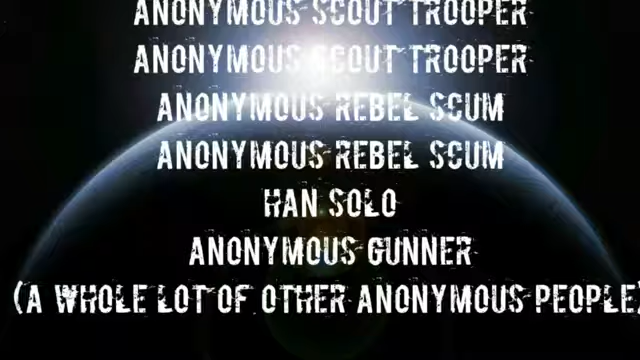 ANONYMOUS SCOUT TROOPER
ANONYMOUS SCOUT TROOPER
ANONYMOUS REBEL SCUM
ANONYMOUS REBEL SCUM
HAN SOLO
ANONYMOUS GUNNER
(A WHOLE LOT OF OTHER ANONYMOUS PEOPLE)